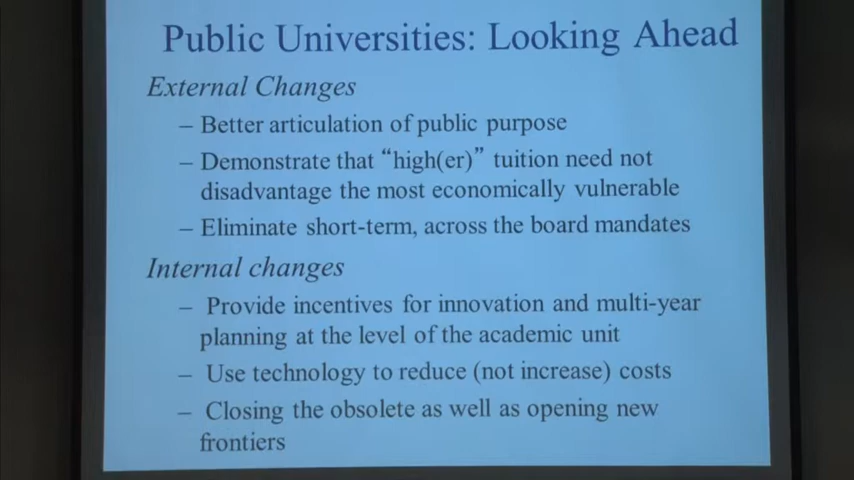 Public Universities: Looking Ahead
External Changes
– Better articulation of public purpose
– Demonstrate that “high(er)” tuition need not
disadvantage the most economically vulnerable
– Eliminate short-term, across the board mandates
Internal changes
– Provide incentives for innovation and multi-year
planning at the level of the academic unit
– Use technology to reduce (not increase) costs
– Closing the obsolete as well as opening new
frontiers